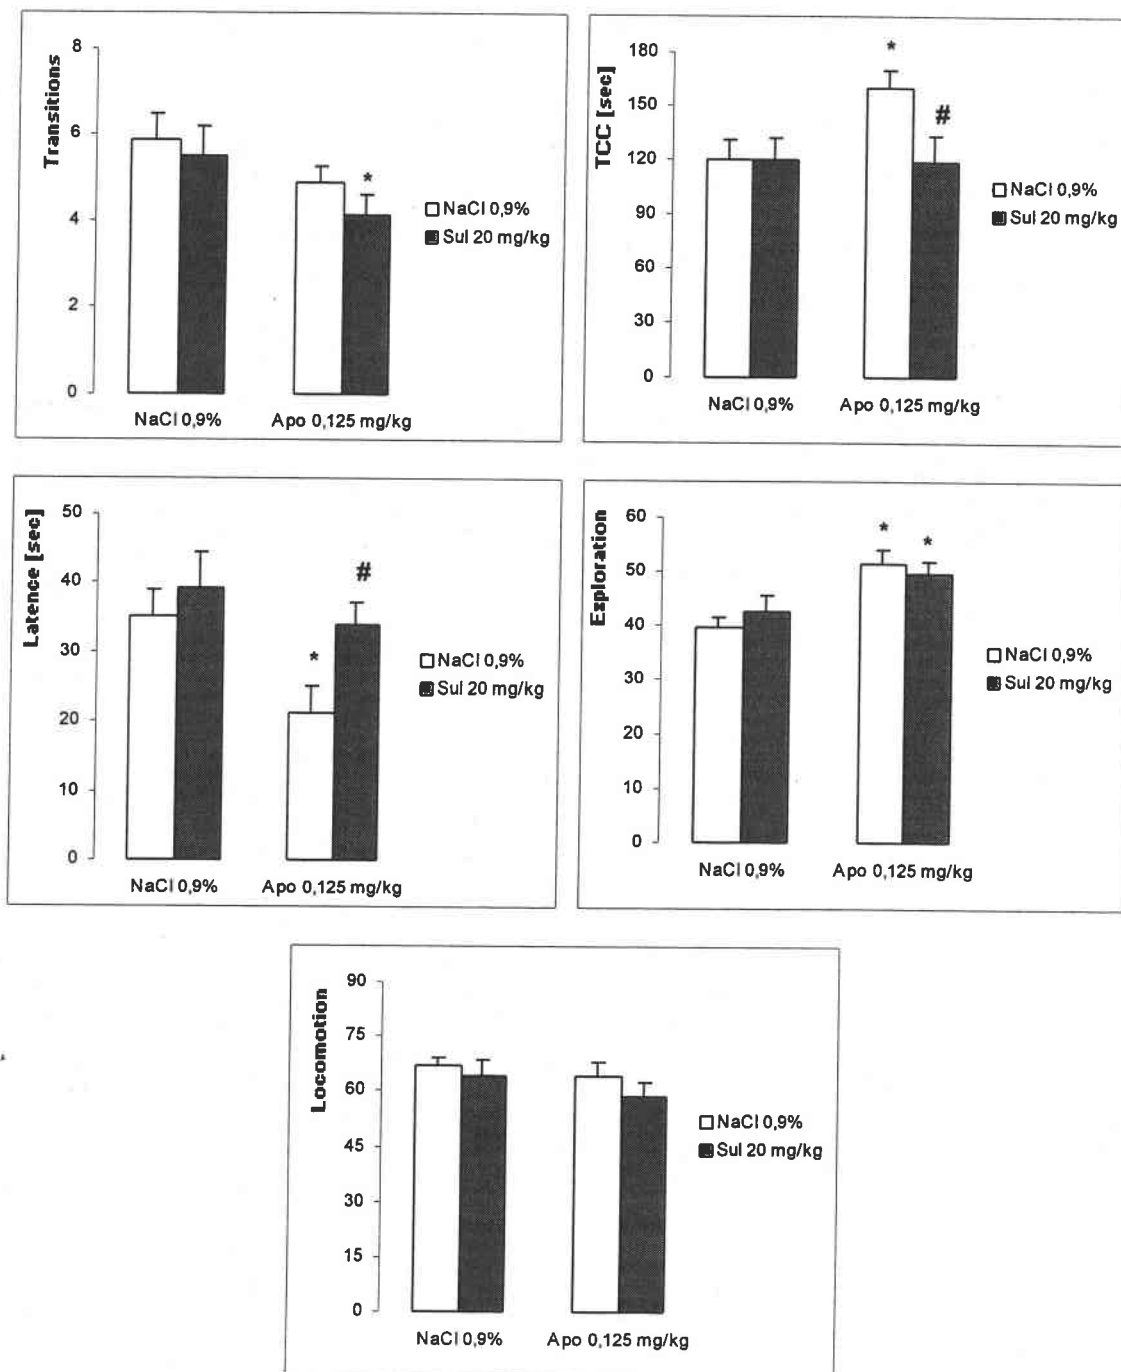 Transitions
8
6
4
2
0
*
NaCl 0,9%
Apo 0,125 mg/kg
NaCl 0,9%
Sul 20 mg/kg
TCC [sec]
180
150
120
90
60
30
0
*
#
NaCl 0,9%
Apo 0,125 mg/kg
NaCl 0,9%
Sul 20 mg/kg
Latence [sec]
50
40
30
20
10
0
*
#
NaCl 0,9%
Apo 0,125 mg/kg
NaCl 0,9%
Sul 20 mg/kg
Exploration
60
50
40
30
20
10
0
*
*
NaCl 0,9%
Apo 0,125 mg/kg
NaCl 0,9%
Sul 20 mg/kg
Locomotion
90
75
60
45
30
15
0
NaCl 0,9%
Apo 0,125 mg/kg
NaCl 0,9%
Sul 20 mg/kg